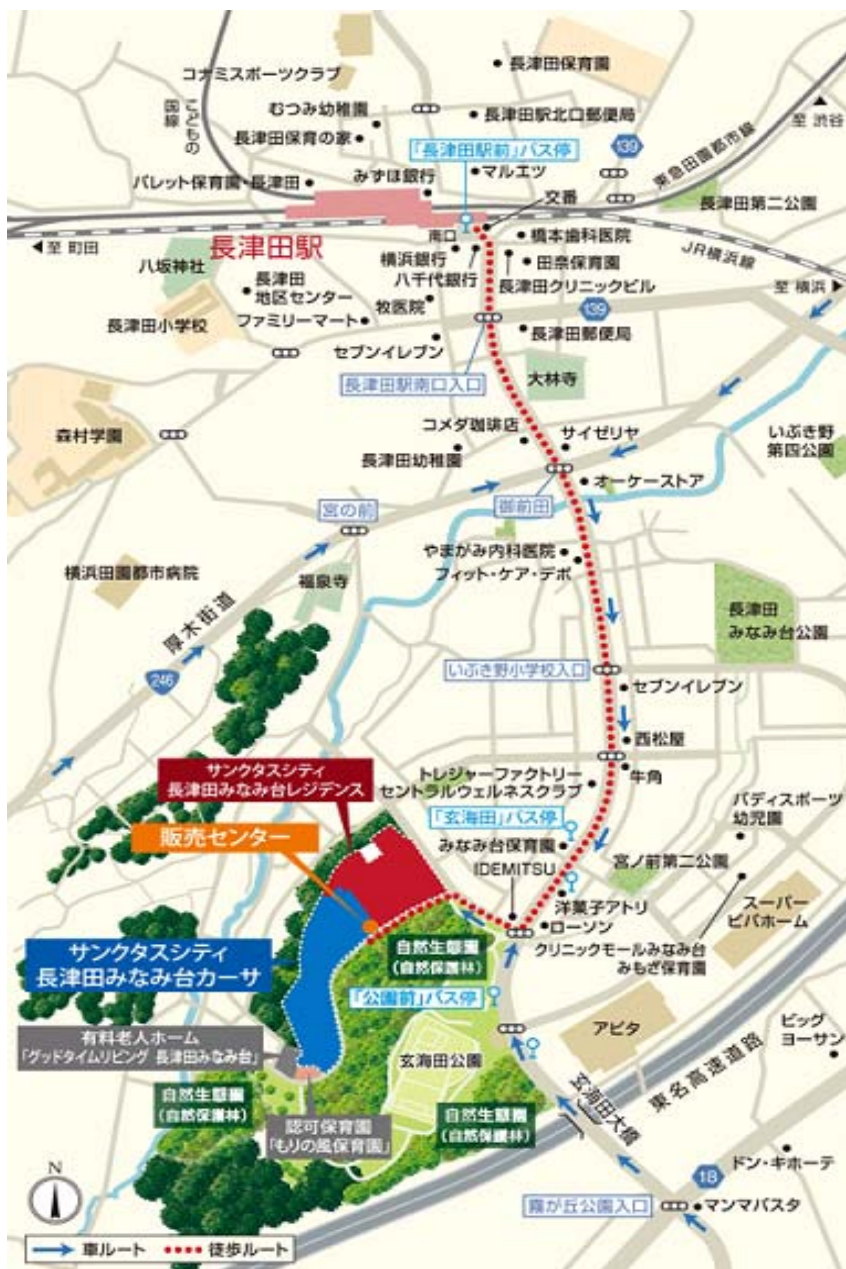 コナミスポーツクラブ
長津田保育園
こどもの
国線
むつみ幼稚園
長津田駅北口郵便局
至 渋谷
長津田保育の家
「長津田駅前」バス停
139
東急田園都市線
みずほ銀行
マルエツ
パレット保育園・長津田
交番
長津田第二公園
至 町田
長津田駅
南口
橋本歯科医院
JR横浜線
八坂神社
横浜銀行
田奈保育園
八千代銀行
至 横浜
長津田
地区センター
牧医院
長津田クリニックビル
139
長津田小学校
ファミリーマート
セブンイレブン
長津田郵便局
長津田駅南口入口
大林寺
コメダ珈琲店
サイゼリヤ
森村学園
長津田幼稚園
いぶき野
第四公園
オーケーストア
宮の前
御前田
やまがみ内科医院
フィット・ケア・デポ
横浜田園都市病院
福泉寺
長津田
みなみ台公園
厚木街道
246
いぶき野小学校入口
セブンイレブン
西松屋
サンクタスシティ
長津田みなみ台レジデンス
トレジャーファクトリー
セントラルウェルネスクラブ
牛角
販売センター
「玄海田」バス停
バディスポーツ
幼児園
みなみ台保育園
宮ノ前第二公園
IDEMITSU
洋菓子アトリ
スーパー
ビバホーム
サンクタスシティ
長津田みなみ台カーサ
ローソン
自然生態園
(自然保護林)
クリニックモールみなみ台
みもざ保育園
「公園前」バス停
アピタ
ビッグ
ヨーサン
有料老人ホーム
「グッドタイムリビング 長津田みなみ台」
玄海田公園
東名高速道路
自然生態園
(自然保護林)
認可保育園
「もりの風保育園」
自然生態園
(自然保護林)
玄海田大橋
ドン・キホーテ
N
18
霧が丘公園入口
マンマパスタ
車ルート
徒歩ルート